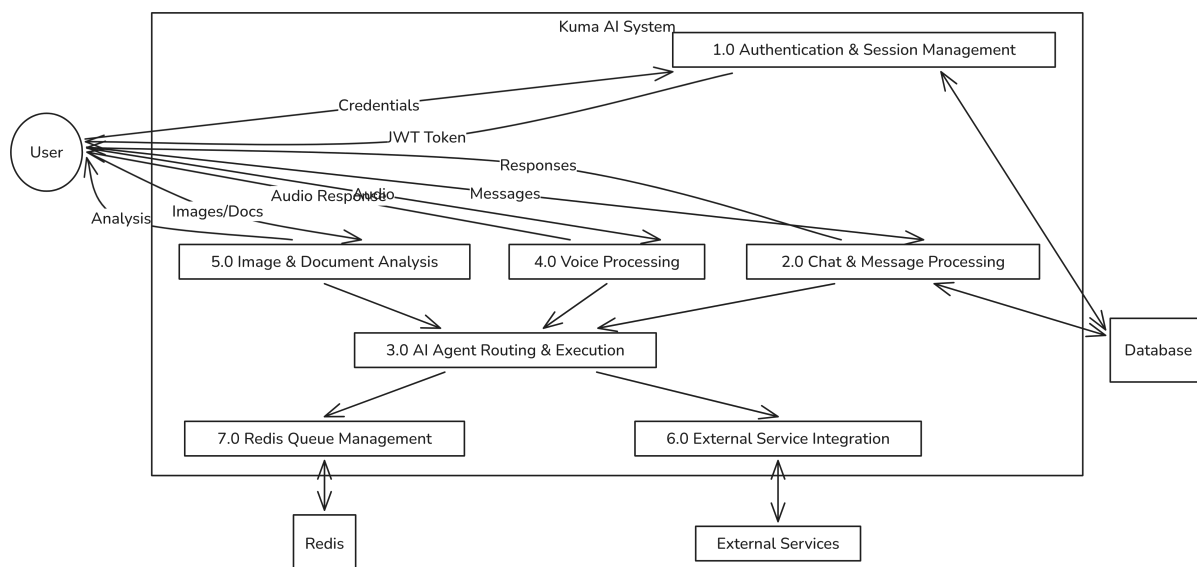 Kuma AI System
1.0 Authentication & Session Management
Credentials
JWT Token
User
Responses
Audio Response
Audio
Messages
Images/Docs
Analysis
5.0 Image & Document Analysis
4.0 Voice Processing
2.0 Chat & Message Processing
3.0 AI Agent Routing & Execution
Database
7.0 Redis Queue Management
6.0 External Service Integration
Redis
External Services